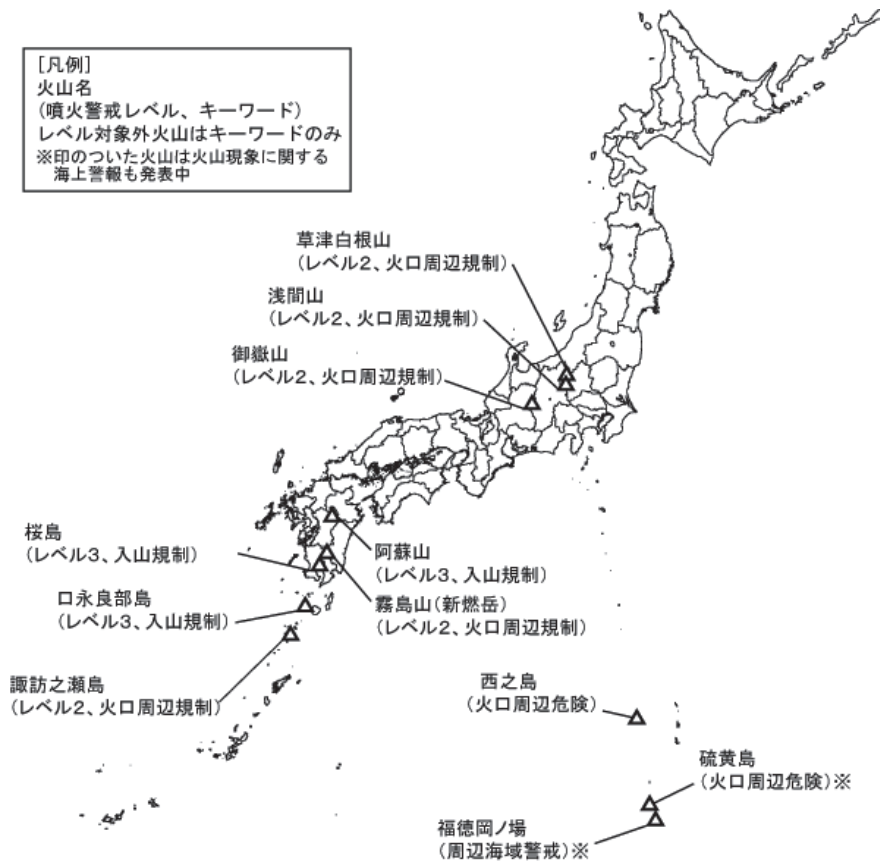 [凡例]
火山名
(噴火警戒レベル、キーワード)
レベル対象外火山はキーワードのみ
※印のついた火山は火山現象に関する
海上警報も発表中
草津白根山
(レベル2、火口周辺規制)
浅間山
(レベル2、火口周辺規制)
御嶽山
(レベル2、火口周辺規制)
桜島
(レベル3、入山規制)
阿蘇山
(レベル3、入山規制)
口永良部島
(レベル3、入山規制)
霧島山(新燃岳)
(レベル2、火口周辺規制)
諏訪之瀬島
(レベル2、火口周辺規制)
西之島
(火口周辺危険)
硫黄島
(火口周辺危険)※
福徳岡ノ場
(周辺海域警戒)※